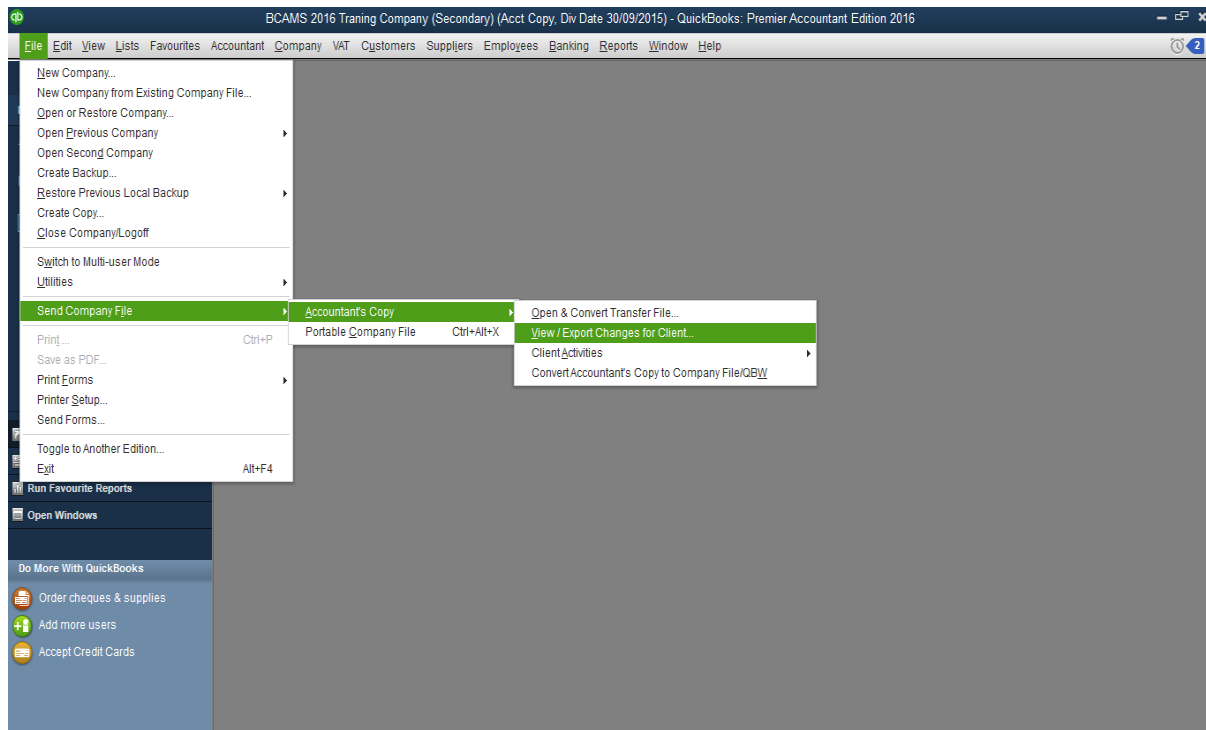 qb BCAMS 2016 Traning Company (Secondary) (Acct Copy, Div Date 30/09/2015) - QuickBooks: Premier Accountant Edition 2016
File Edit View Lists Favourites Accountant Company VAT Customers Suppliers Employees Banking Reports Window Help 2
New Company...
New Company from Existing Company File...
Open or Restore Company...
Open Previous Company
Open Second Company
Create Backup...
Restore Previous Local Backup
Create Copy...
Close Company/Logoff
Switch to Multi-user Mode
Utilities
Send Company File
Print ... Ctrl+P
Save as PDF...
Print Forms
Printer Setup...
Send Forms...
Toggle to Another Edition...
Exit Alt+F4
Accountant's Copy
Portable Company File Ctrl+Alt+X
Open & Convert Transfer File...
View / Export Changes for Client...
Client Activities
Convert Accountant's Copy to Company File/QBW
Run Favourite Reports
Open Windows
Do More With QuickBooks
Order cheques & supplies
Add more users
Accept Credit Cards